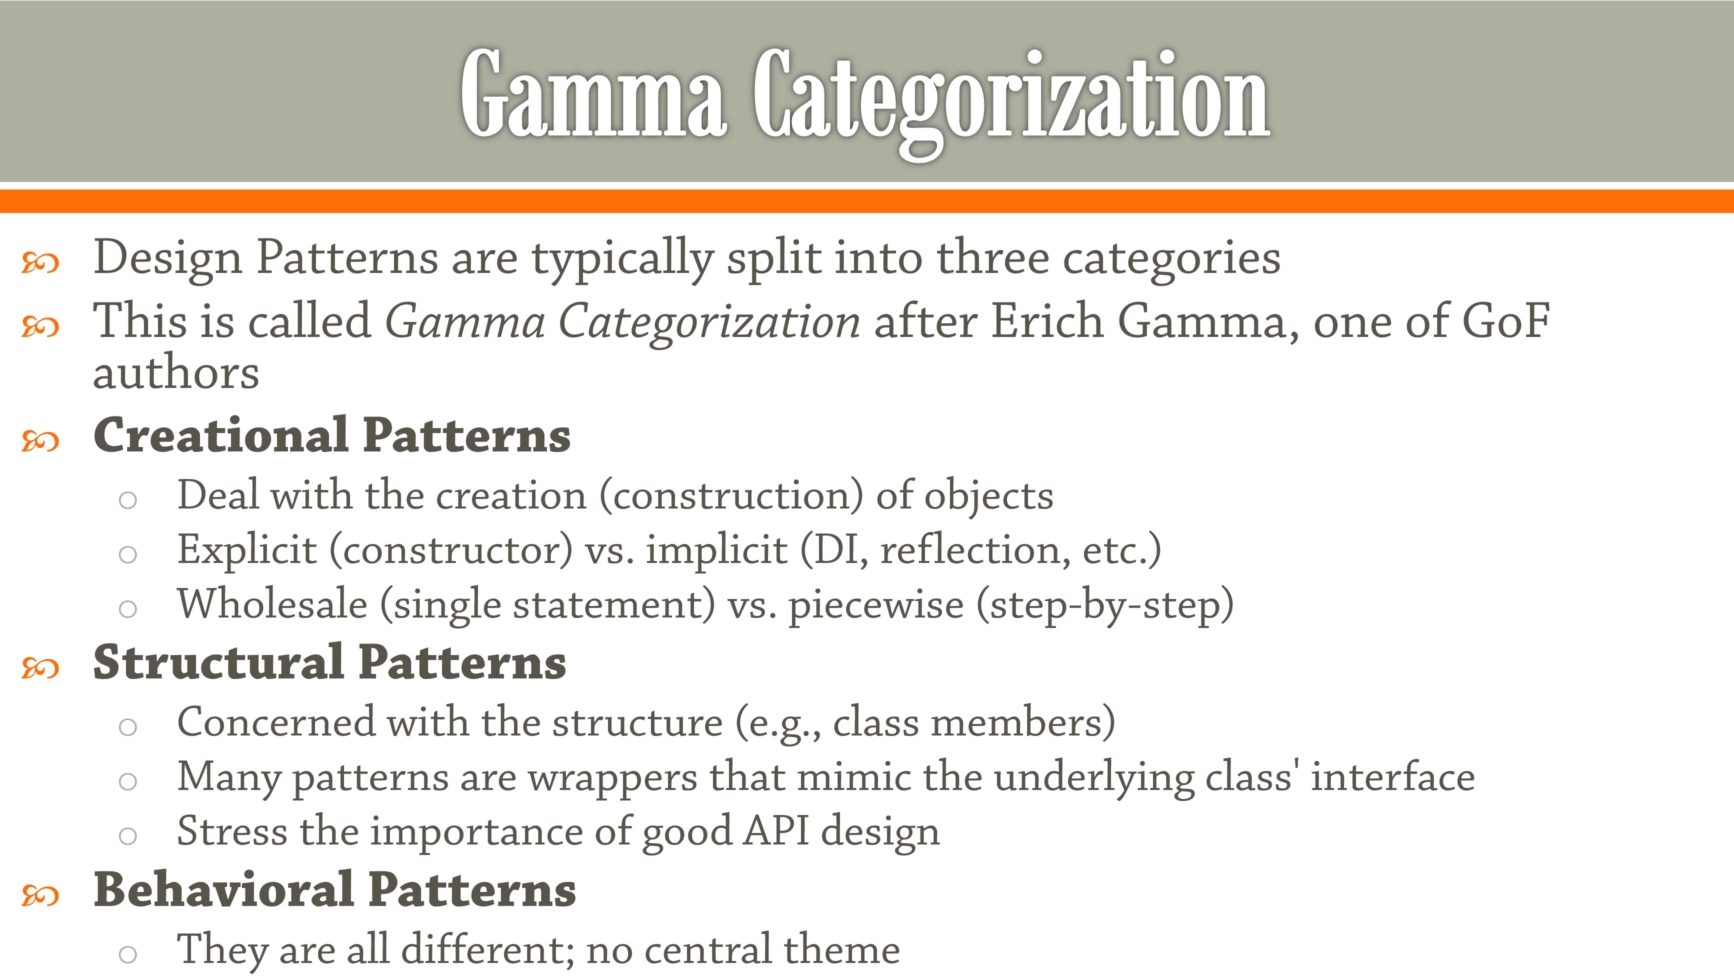 Gamma Categorization
Design Patterns are typically split into three categories
This is called Gamma Categorization after Erich Gamma, one of GoF
authors
Creational Patterns
Deal with the creation (construction) of objects
Explicit (constructor) vs. implicit (DI, reflection, etc.)
Wholesale (single statement) vs. piecewise (step-by-step)
Structural Patterns
Concerned with the structure (e.g., class members)
Many patterns are wrappers that mimic the underlying class' interface
Stress the importance of good API design
Behavioral Patterns
They are all different; no central theme